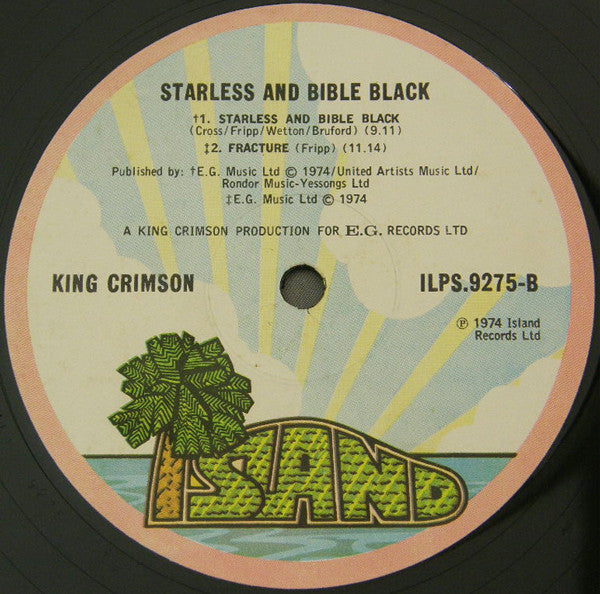 STARLESS AND BIBLE BLACK
†1. STARLESS AND BIBLE BLACK
(Cross/Fripp/Wetton/Bruford) (9.11)
‡2. FRACTURE (Fripp) (11.14)
Published by: †E.G. Music Ltd © 1974/United Artists Music Ltd/
Rondor Music-Yessongs Ltd
‡E.G. Music Ltd © 1974
A KING CRIMSON PRODUCTION FOR E.G. RECORDS LTD
KING CRIMSON
ILPS.9275-B
℗ 1974 Island
Records Ltd
ISLAND